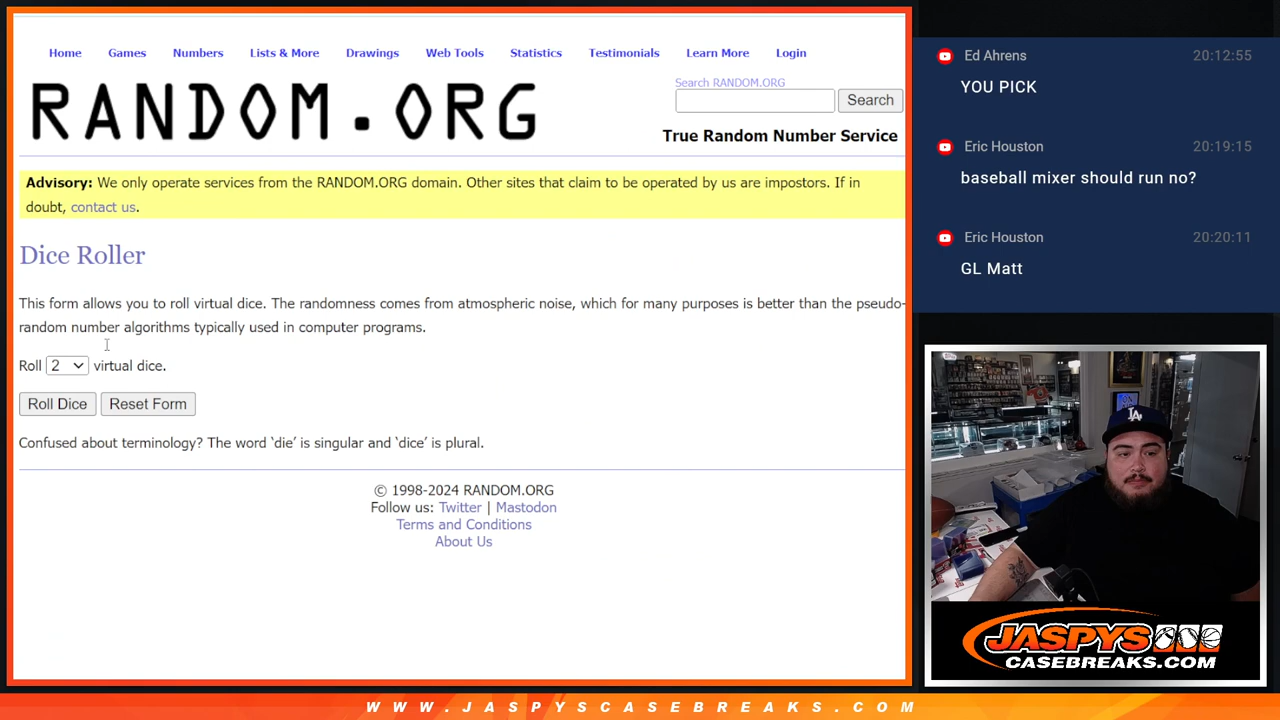 Home Games Numbers Lists & More Drawings Web Tools Statistics Testimonials Learn More Login
RANDOM.ORG
Search RANDOM.ORG
Search
True Random Number Service
Advisory: We only operate services from the RANDOM.ORG domain. Other sites that claim to be operated by us are impostors. If in
doubt, contact us.
Dice Roller
This form allows you to roll virtual dice. The randomness comes from atmospheric noise, which for many purposes is better than the pseudo-
random number algorithms typically used in computer programs.
Roll 2 virtual dice.
Roll Dice Reset Form
Confused about terminology? The word ‘die’ is singular and ‘dice’ is plural.
© 1998-2024 RANDOM.ORG
Follow us: Twitter | Mastodon
Terms and Conditions
About Us
Ed Ahrens 20:12:55
YOU PICK
Eric Houston 20:19:15
baseball mixer should run no?
Eric Houston 20:20:11
GL Matt
LA
JASPYS
CASEBREAKS.COM
WWW.JASPYSCASEBREAKS.COM